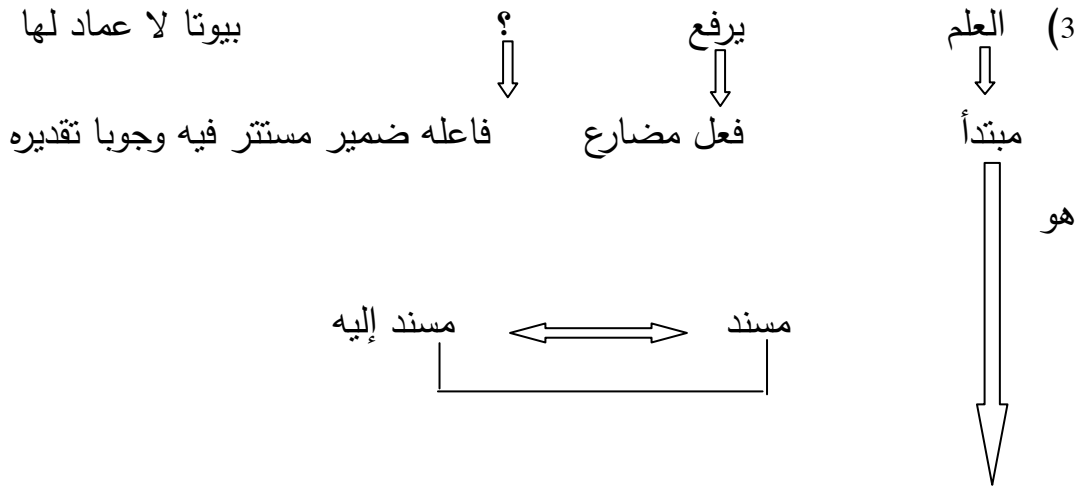 3) العلم يرفع ؟ بيوتا لا عماد لها
مبتدأ فعل مضارع فاعله ضمير مستتر فيه وجوبا تقديره
هو
مسند مسند إليه